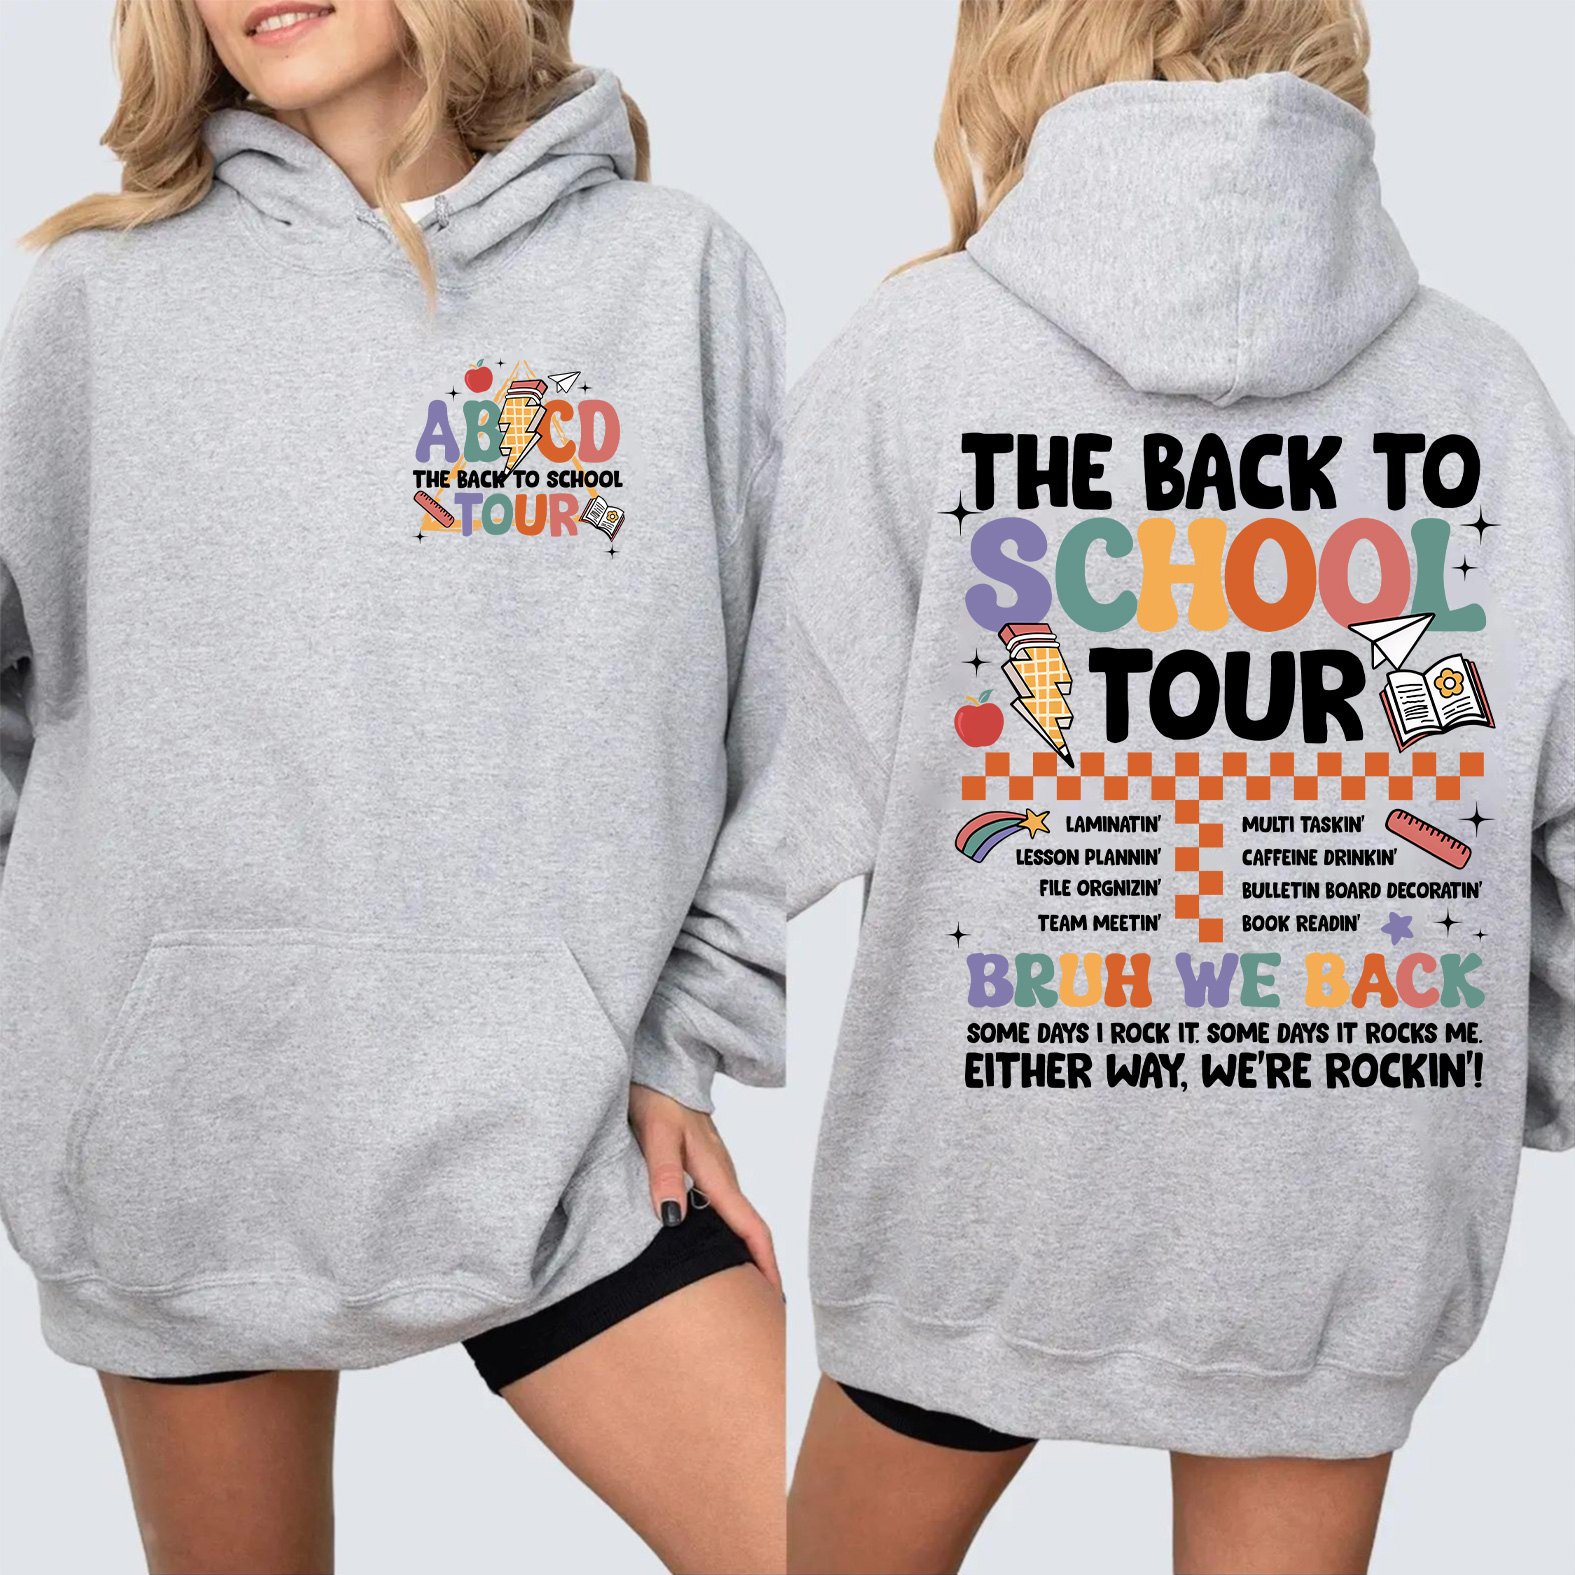 ABCD
THE BACK TO SCHOOL
TOUR
THE BACK TO
SCHOOL
TOUR
LAMINATIN'
LESSON PLANNIN'
FILE ORGNIZIN'
TEAM MEETIN'
MULTI TASKIN'
CAFFEINE DRINKIN'
BULLETIN BOARD DECORATIN'
BOOK READIN'
BRUH WE BACK
SOME DAYS I ROCK IT. SOME DAYS IT ROCKS ME.
EITHER WAY, WE'RE ROCKIN'!